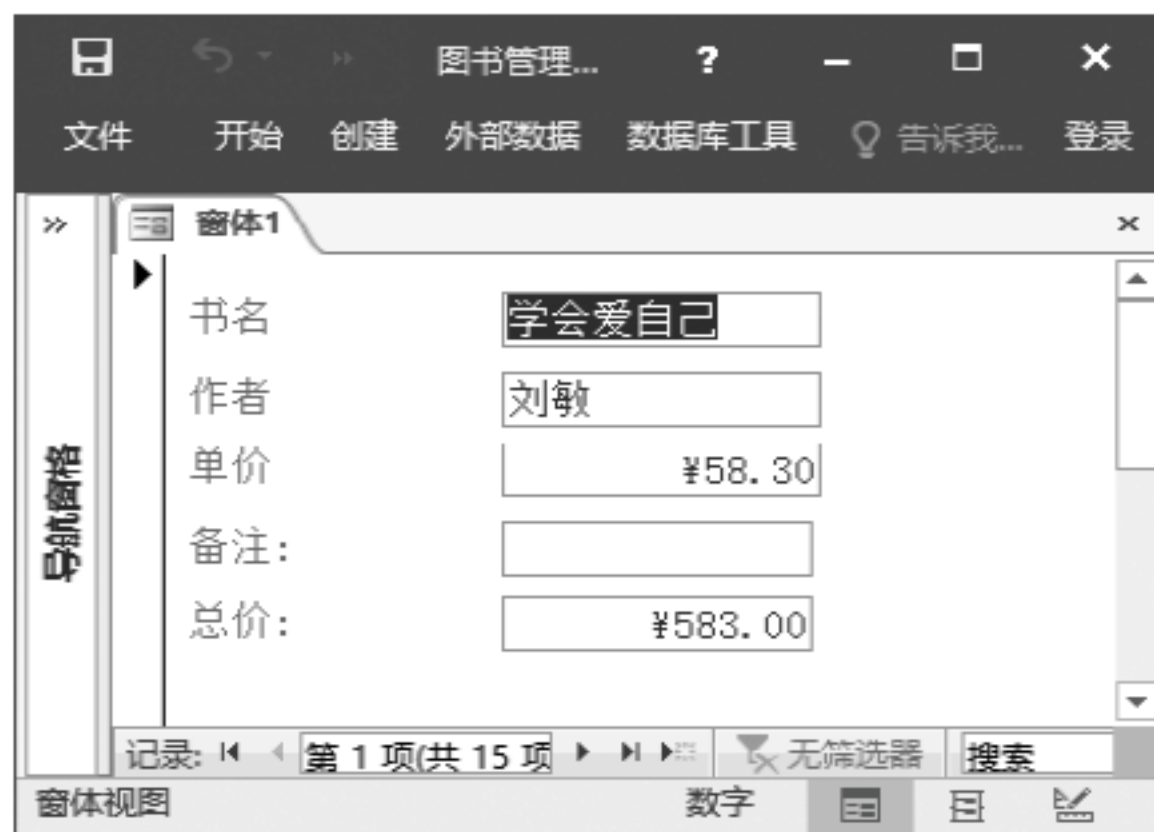 图书管理... ?
文件 开始 创建 外部数据 数据库工具 告诉我... 登录
窗体1
导航窗格
书名 学会爱自己
作者 刘敏
单价 ¥58.30
备注:
总价: ¥583.00
记录: 第 1 项(共 15 项 无筛选器 搜索
窗体视图 数字